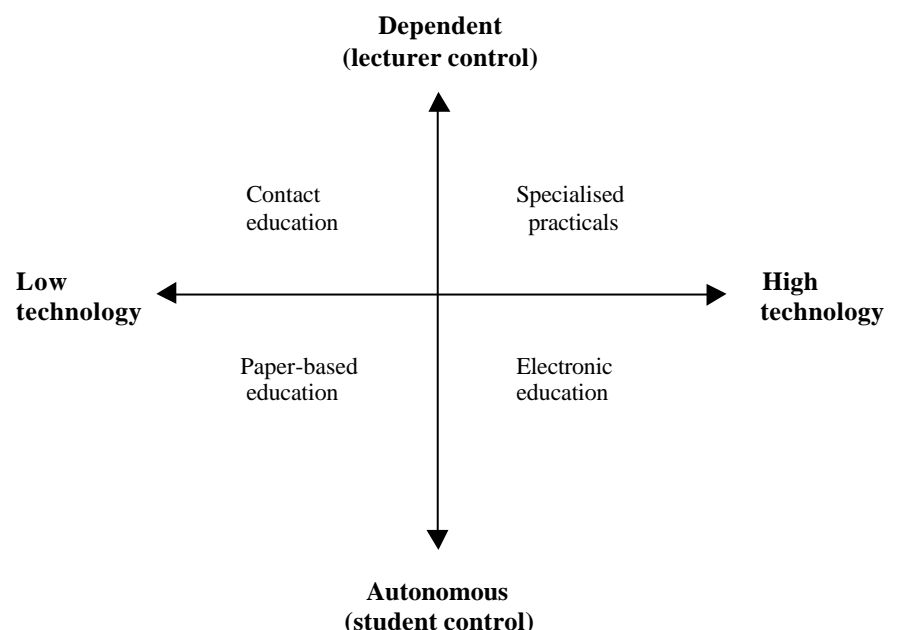 Dependent
(lecturer control)
Contact
education
Specialised
practicals
Low
technology
High
technology
Paper-based
education
Electronic
education
Autonomous
(student control)